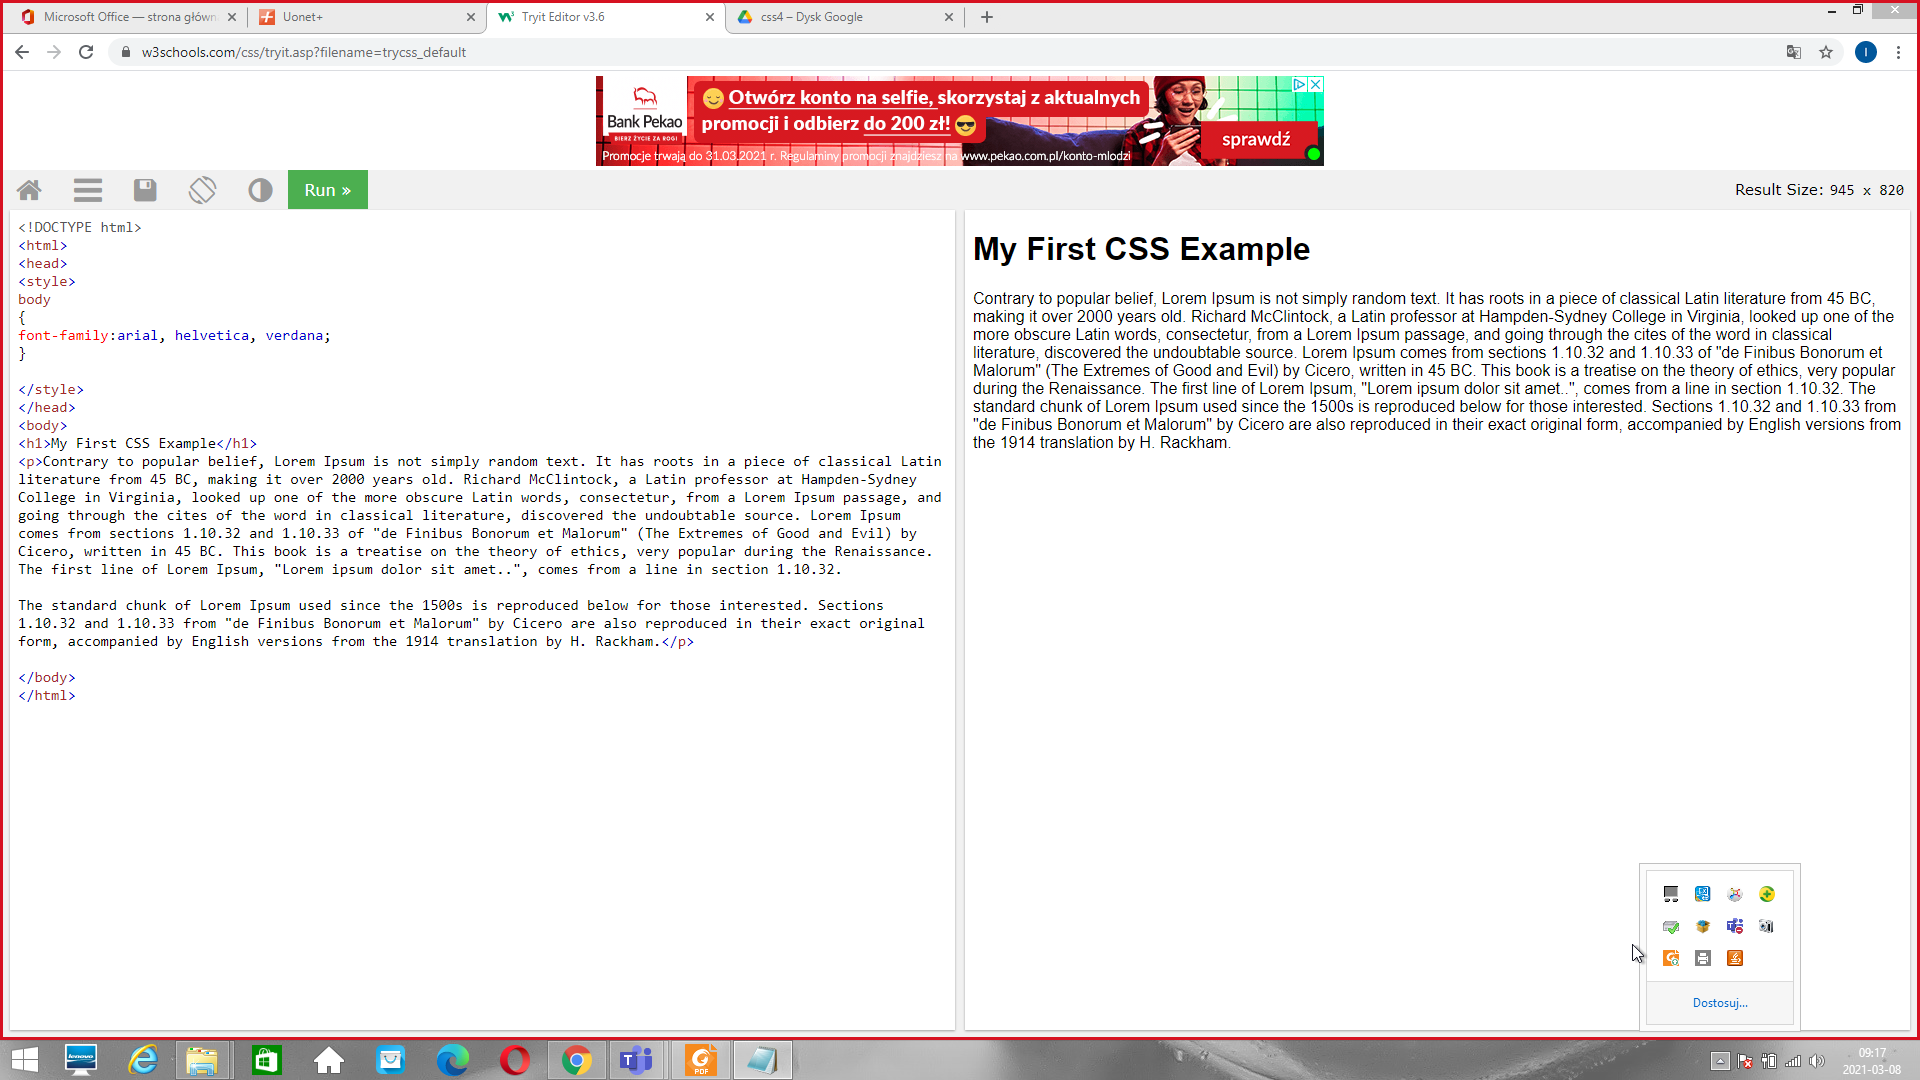 Microsoft Office — strona główn
Uonet+
Tryit Editor v3.6
css4 – Dysk Google
w3schools.com/css/tryit.asp?filename=trycss_default
I
Bank Pekao
BIERZ ŻYCIE ZA ROGI
Otwórz konto na selfie, skorzystaj z aktualnych
promocji i odbierz do 200 zł!
sprawdź
Promocje trwają do 31.03.2021 r. Regulaminy promocji znajdziesz na www.pekao.com.pl/konto-mlodzi
Run »
Result Size: 945 x 820
<!DOCTYPE html>
<html>
<head>
<style>
body
{
font-family:arial, helvetica, verdana;
}
</style>
</head>
<body>
<h1>My First CSS Example</h1>
<p>Contrary to popular belief, Lorem Ipsum is not simply random text. It has roots in a piece of classical Latin
literature from 45 BC, making it over 2000 years old. Richard McClintock, a Latin professor at Hampden-Sydney
College in Virginia, looked up one of the more obscure Latin words, consectetur, from a Lorem Ipsum passage, and
going through the cites of the word in classical literature, discovered the undoubtable source. Lorem Ipsum
comes from sections 1.10.32 and 1.10.33 of "de Finibus Bonorum et Malorum" (The Extremes of Good and Evil) by
Cicero, written in 45 BC. This book is a treatise on the theory of ethics, very popular during the Renaissance.
The first line of Lorem Ipsum, "Lorem ipsum dolor sit amet..", comes from a line in section 1.10.32.
The standard chunk of Lorem Ipsum used since the 1500s is reproduced below for those interested. Sections
1.10.32 and 1.10.33 from "de Finibus Bonorum et Malorum" by Cicero are also reproduced in their exact original
form, accompanied by English versions from the 1914 translation by H. Rackham.</p>
</body>
</html>
My First CSS Example
Contrary to popular belief, Lorem Ipsum is not simply random text. It has roots in a piece of classical Latin literature from 45 BC,
making it over 2000 years old. Richard McClintock, a Latin professor at Hampden-Sydney College in Virginia, looked up one of the
more obscure Latin words, consectetur, from a Lorem Ipsum passage, and going through the cites of the word in classical
literature, discovered the undoubtable source. Lorem Ipsum comes from sections 1.10.32 and 1.10.33 of "de Finibus Bonorum et
Malorum" (The Extremes of Good and Evil) by Cicero, written in 45 BC. This book is a treatise on the theory of ethics, very popular
during the Renaissance. The first line of Lorem Ipsum, "Lorem ipsum dolor sit amet..", comes from a line in section 1.10.32. The
standard chunk of Lorem Ipsum used since the 1500s is reproduced below for those interested. Sections 1.10.32 and 1.10.33 from
"de Finibus Bonorum et Malorum" by Cicero are also reproduced in their exact original form, accompanied by English versions from
the 1914 translation by H. Rackham.
Dostosuj...
lenovo
PDF
09:17
2021-03-08